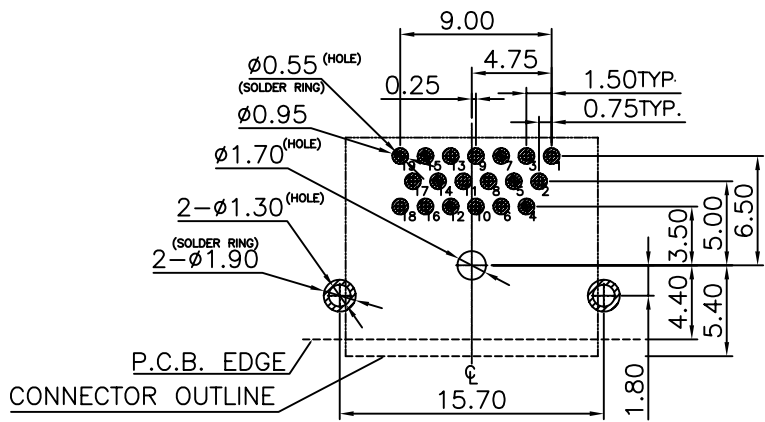 9.00
4.75
ø0.55 (HOLE)
(SOLDER RING)
ø0.95
0.25
1.50TYP.
0.75TYP.
ø1.70 (HOLE)
19 15 13 9 7 3 1
17 14 11 8 5 2
18 16 12 10 6 4
2-ø1.30 (HOLE)
(SOLDER RING)
2-ø1.90
3.50
5.00
6.50
4.40
5.40
1.80
P.C.B. EDGE
CONNECTOR OUTLINE
℄
15.70